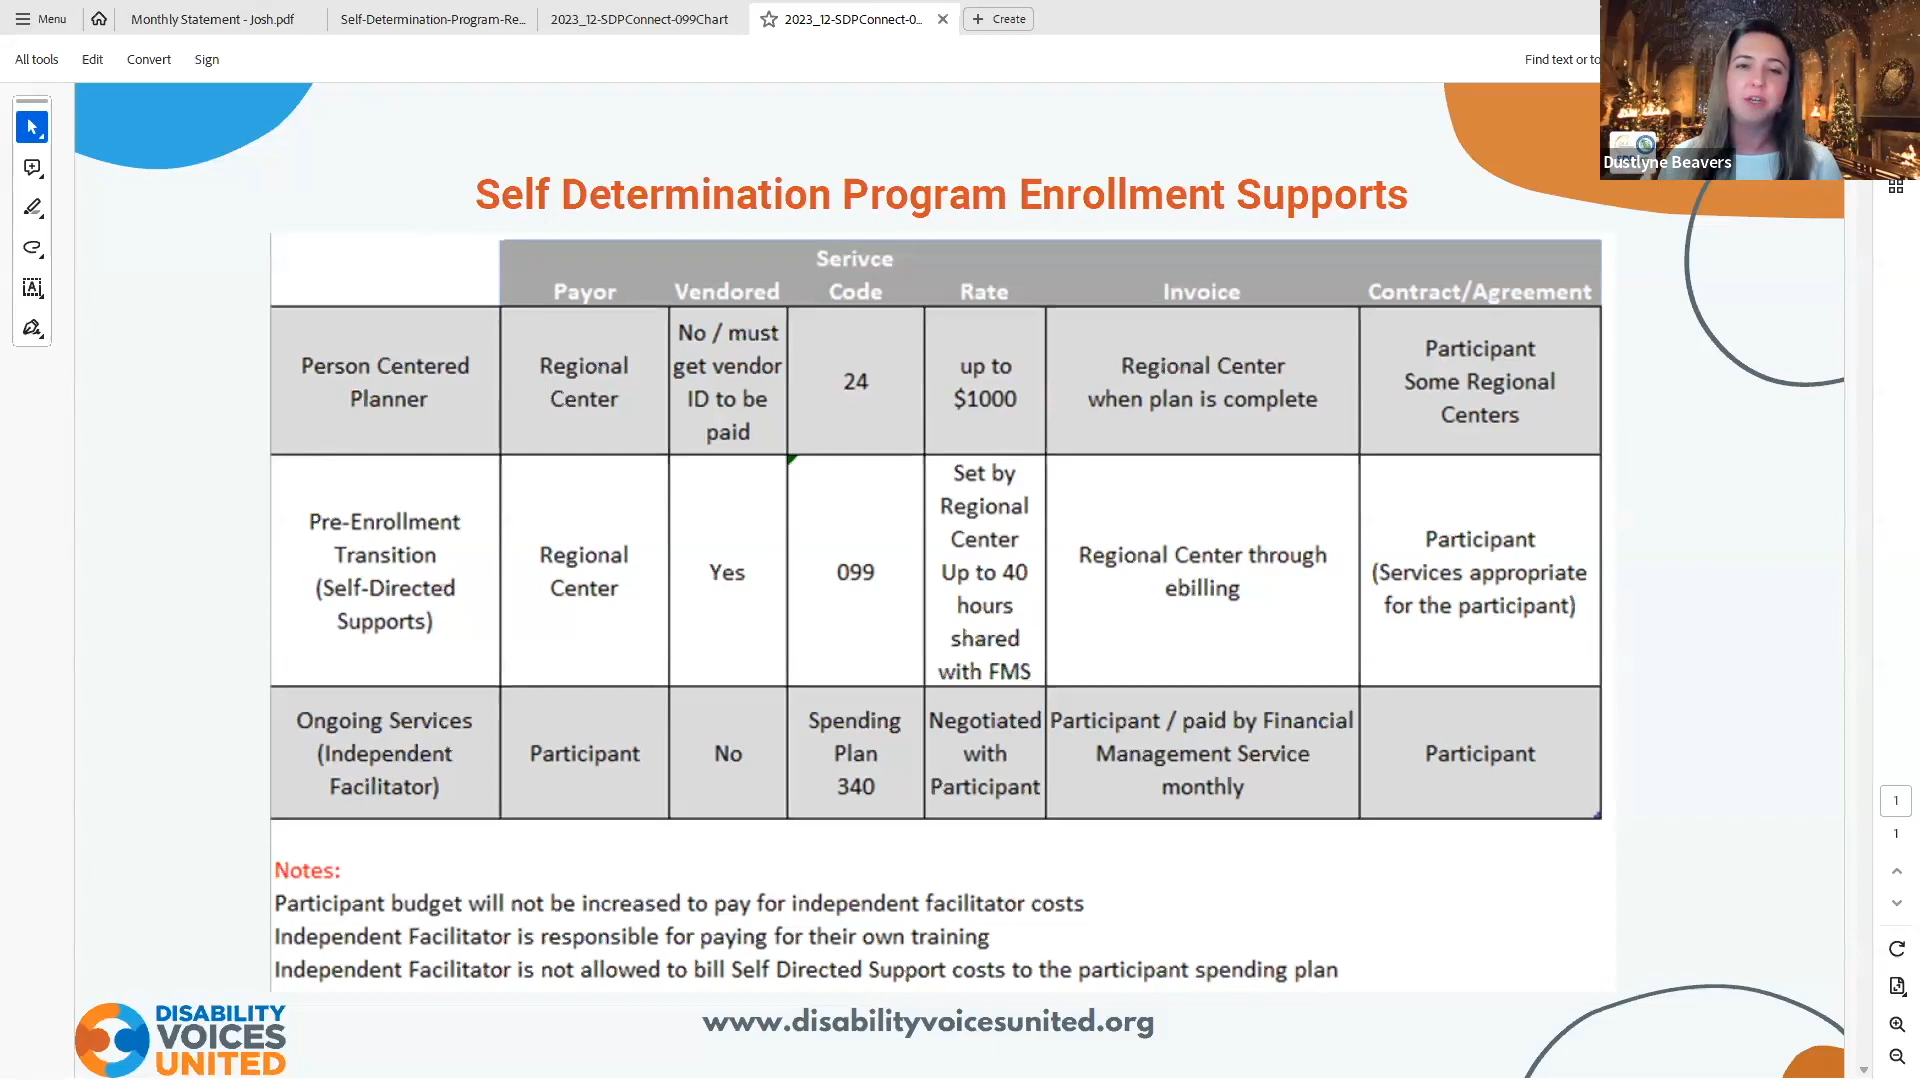 Menu
Monthly Statement - Josh.pdf
Self-Determination-Program-Re...
2023_12-SDPConnect-099Chart
2023_12-SDPConnect-0...
Create
All tools
Edit
Convert
Sign
Find text or to
Dustlyne Beavers
Self Determination Program Enrollment Supports
Payor
Vendored
Serivce
Code
Rate
Invoice
Contract/Agreement
Person Centered
Planner
Regional
Center
No / must
get vendor
ID to be
paid
24
up to
$1000
Regional Center
when plan is complete
Participant
Some Regional
Centers
Pre-Enrollment
Transition
(Self-Directed
Supports)
Regional
Center
Yes
099
Set by
Regional
Center
Up to 40
hours
shared
with FMS
Regional Center through
ebilling
Participant
(Services appropriate
for the participant)
Ongoing Services
(Independent
Facilitator)
Participant
No
Spending
Plan
340
Negotiated
with
Participant
Participant / paid by Financial
Management Service
monthly
Participant
Notes:
Participant budget will not be increased to pay for independent facilitator costs
Independent Facilitator is responsible for paying for their own training
Independent Facilitator is not allowed to bill Self Directed Support costs to the participant spending plan
DISABILITY
VOICES
UNITED
www.disabilityvoicesunited.org
1
1